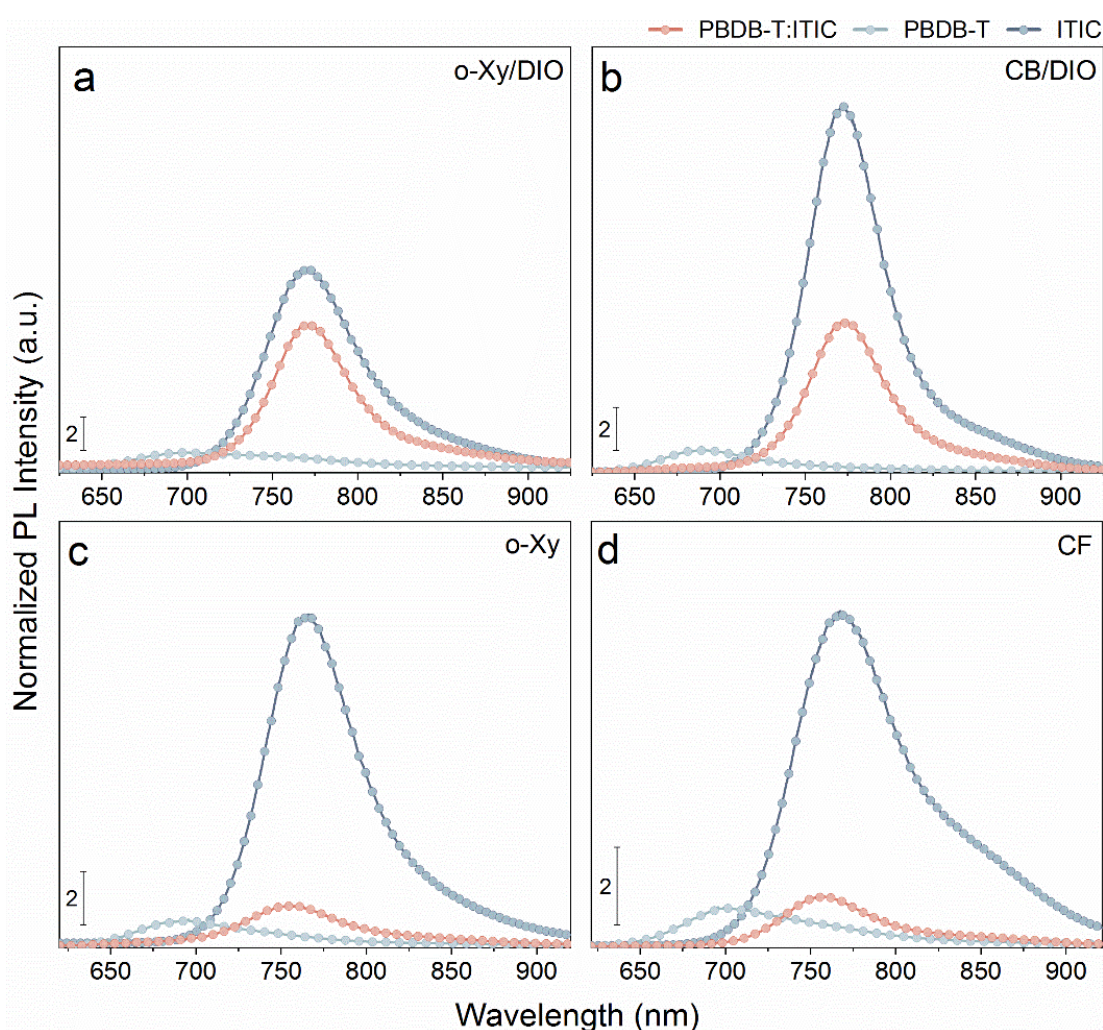 PBDB-T:ITIC PBDB-T ITIC
a o-Xy/DIO
b CB/DIO
2
2
650 700 750 800 850 900
650 700 750 800 850 900
c o-Xy
d CF
2
2
650 700 750 800 850 900
650 700 750 800 850 900
Normalized PL Intensity (a.u.)
Wavelength (nm)